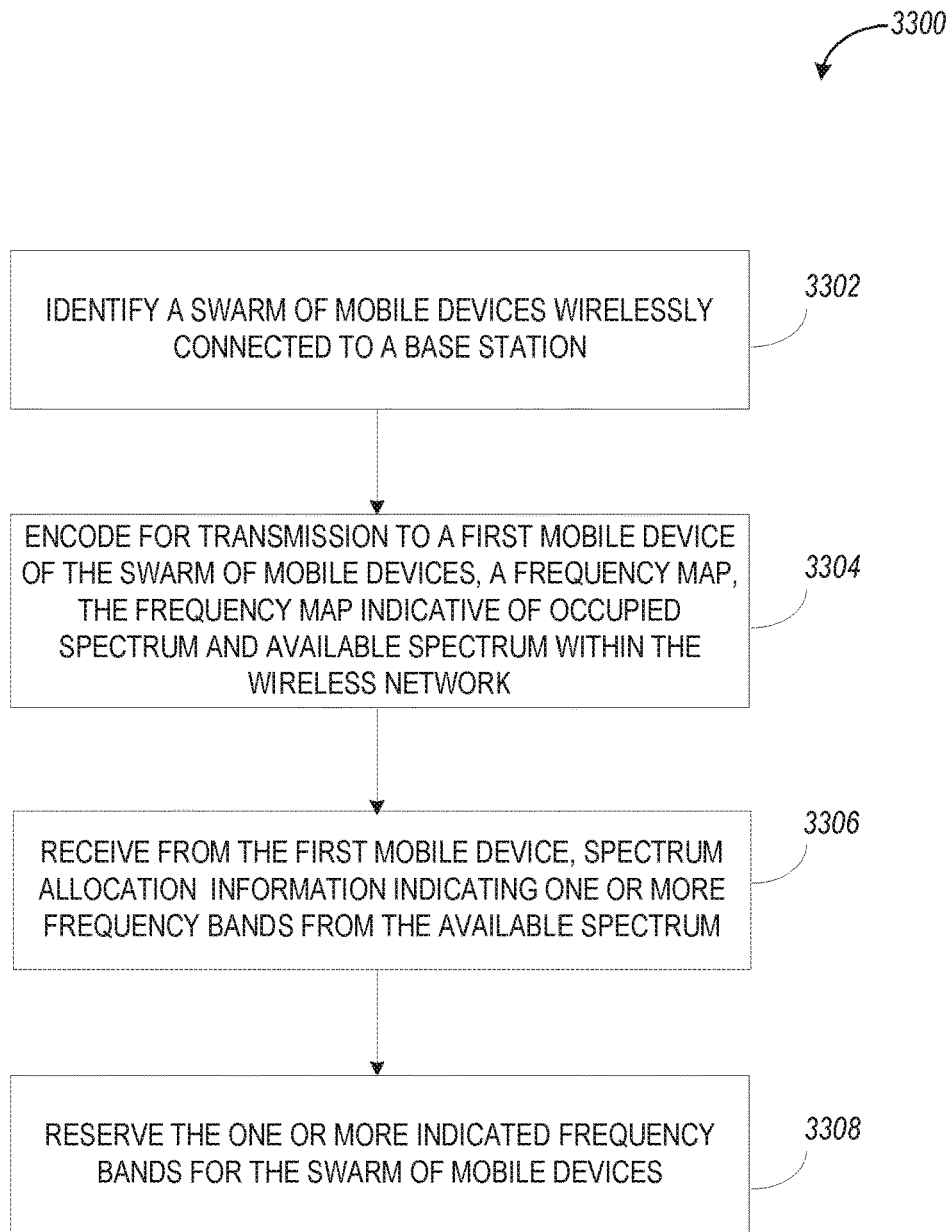 3300
IDENTIFY A SWARM OF MOBILE DEVICES WIRELESSLY
CONNECTED TO A BASE STATION
3302
ENCODE FOR TRANSMISSION TO A FIRST MOBILE DEVICE
OF THE SWARM OF MOBILE DEVICES, A FREQUENCY MAP,
THE FREQUENCY MAP INDICATIVE OF OCCUPIED
SPECTRUM AND AVAILABLE SPECTRUM WITHIN THE
WIRELESS NETWORK
3304
RECEIVE FROM THE FIRST MOBILE DEVICE, SPECTRUM
ALLOCATION INFORMATION INDICATING ONE OR MORE
FREQUENCY BANDS FROM THE AVAILABLE SPECTRUM
3306
RESERVE THE ONE OR MORE INDICATED FREQUENCY
BANDS FOR THE SWARM OF MOBILE DEVICES
3308